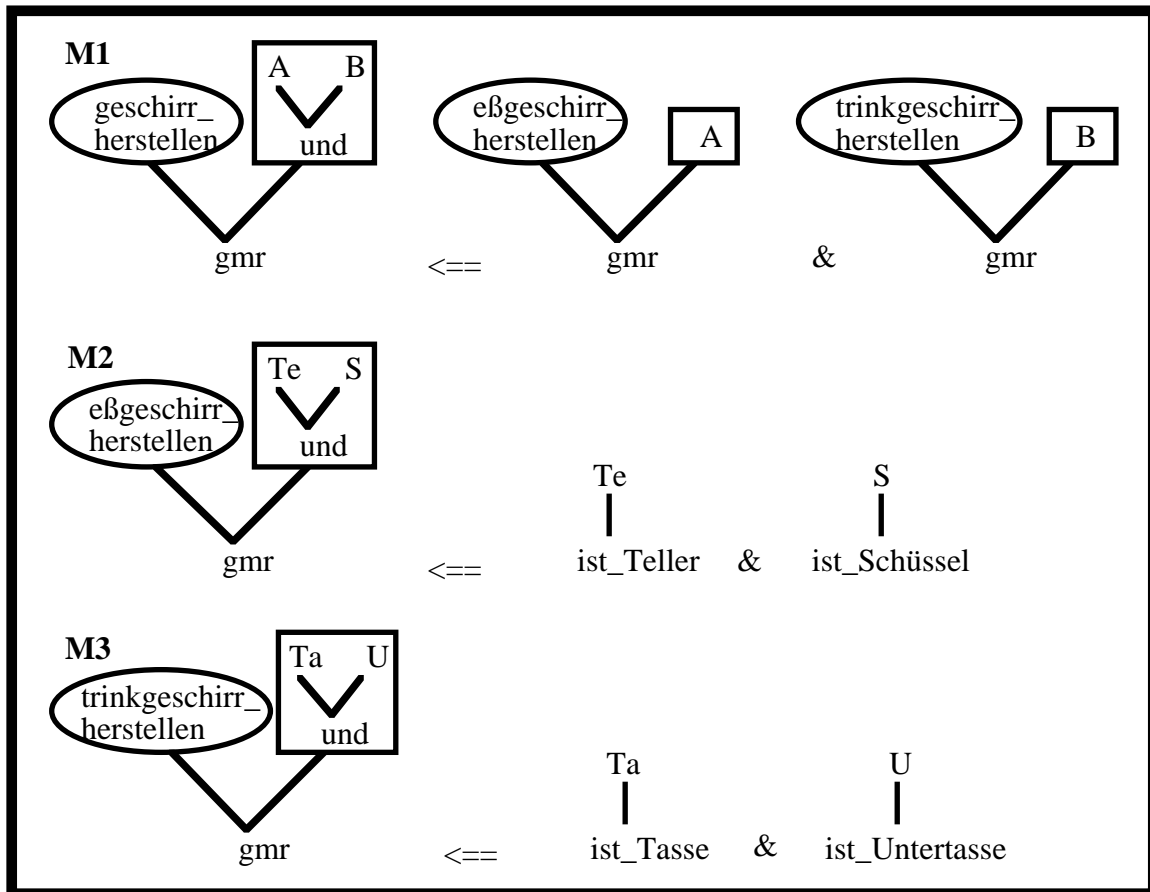 M1
A B
geschirr_
herstellen
und
eßgeschirr_
herstellen
A
trinkgeschirr_
herstellen
B
gmr <== gmr & gmr
M2
Te S
eßgeschirr_
herstellen
und
Te S
gmr <== ist_Teller & ist_Schüssel
M3
Ta U
trinkgeschirr_
herstellen
und
Ta U
gmr <== ist_Tasse & ist_Untertasse